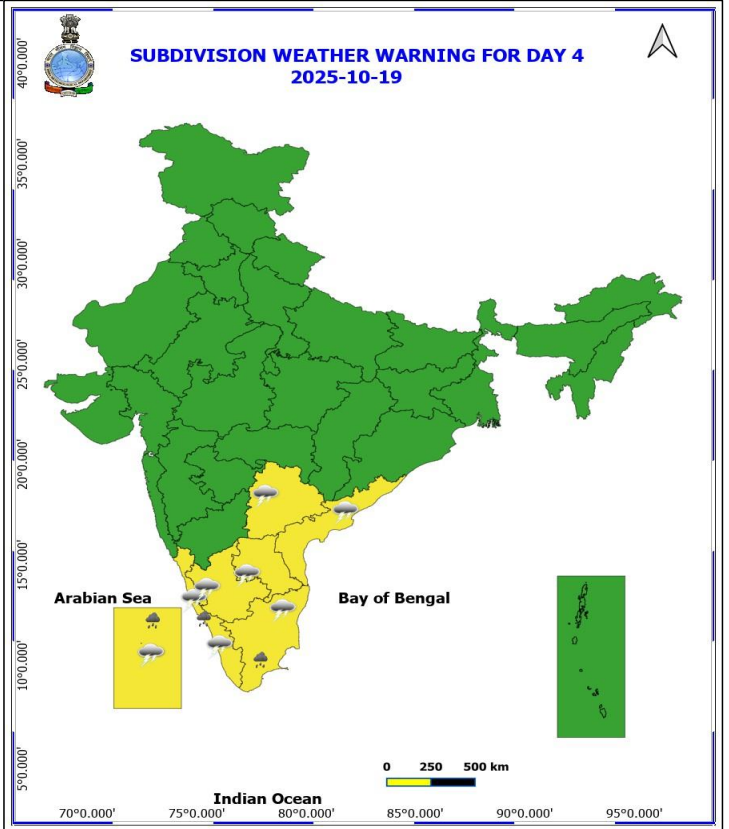 SUBDIVISION WEATHER WARNING FOR DAY 4
2025-10-19
40°0.000'
35°0.000'
30°0.000'
25°0.000'
20°0.000'
15°0.000'
10°0.000'
5°0.000'
Arabian Sea
Bay of Bengal
0 250 500 km
Indian Ocean
70°0.000' 75°0.000' 80°0.000' 85°0.000' 90°0.000' 95°0.000'